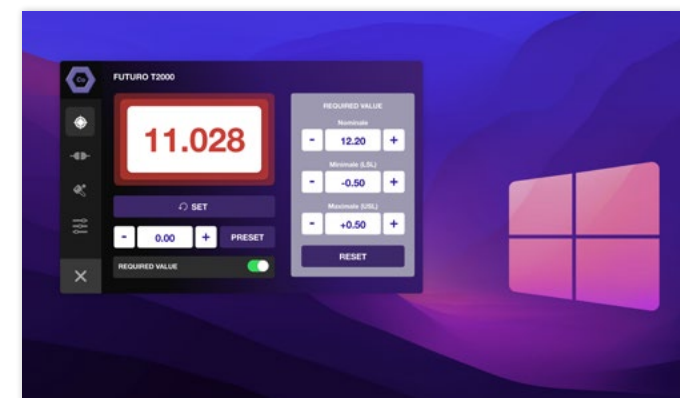 Co
FUTURO T2000
11.028
SET
- 0.00 + PRESET
REQUIRED VALUE
REQUIRED VALUE
Nominale
- 12.20 +
Minimale (LSL)
- -0.50 +
Maximale (USL)
- +0.50 +
RESET